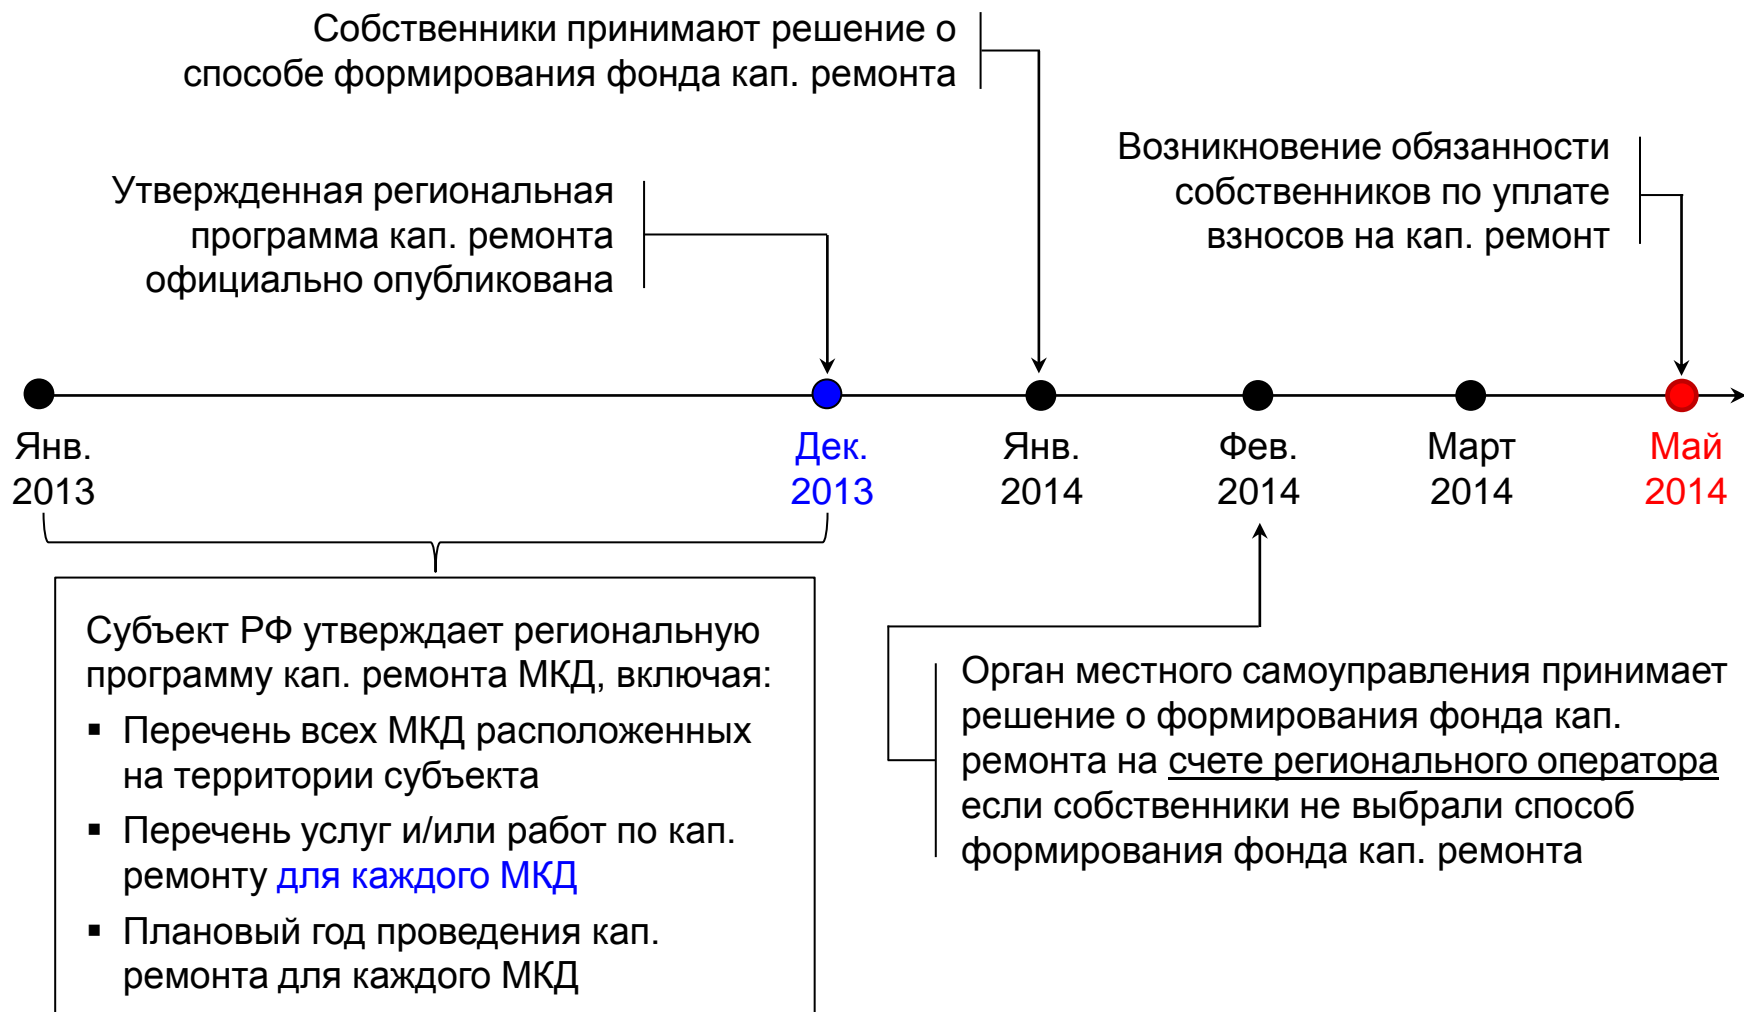 Собственники принимают решение о
способе формирования фонда кап. ремонта
Возникновение обязанности
собственников по уплате
взносов на кап. ремонт
Утвержденная региональная
программа кап. ремонта
официально опубликована
Янв.
2013
Дек.
2013
Янв.
2014
Фев.
2014
Март
2014
Май
2014
Субъект РФ утверждает региональную
программу кап. ремонта МКД, включая:
▪ Перечень всех МКД расположенных
на территории субъекта
▪ Перечень услуг и/или работ по кап.
ремонту для каждого МКД
▪ Плановый год проведения кап.
ремонта для каждого МКД
Орган местного самоуправления принимает
решение о формирования фонда кап.
ремонта на счете регионального оператора
если собственники не выбрали способ
формирования фонда кап. ремонта